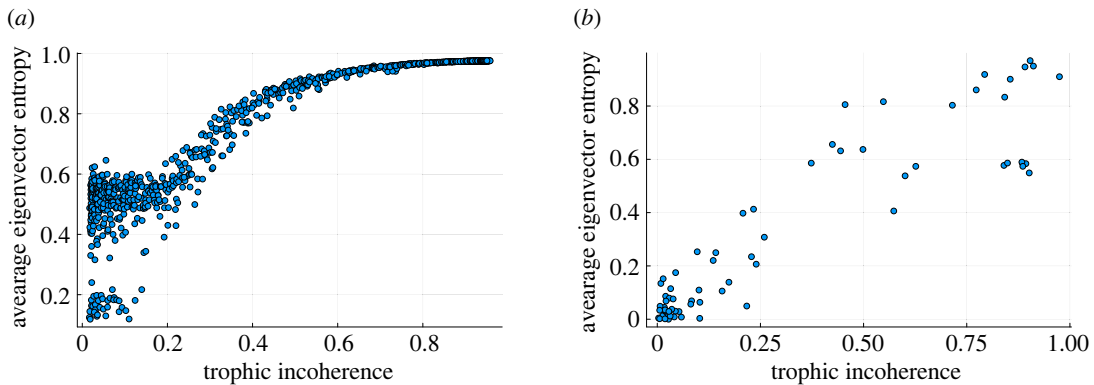 (a)
avearage eigenvector entropy
1.0
0.8
0.6
0.4
0.2
0 0.2 0.4 0.6 0.8
trophic incoherence
(b)
avearage eigenvector entropy
0.8
0.6
0.4
0.2
0
0 0.25 0.50 0.75 1.00
trophic incoherence